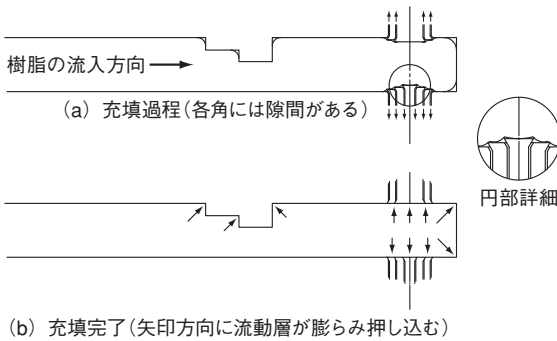 樹脂の流入方向
(a) 充填過程(各角には隙間がある)
円部詳細
(b) 充填完了(矢印方向に流動層が膨らみ押し込む)